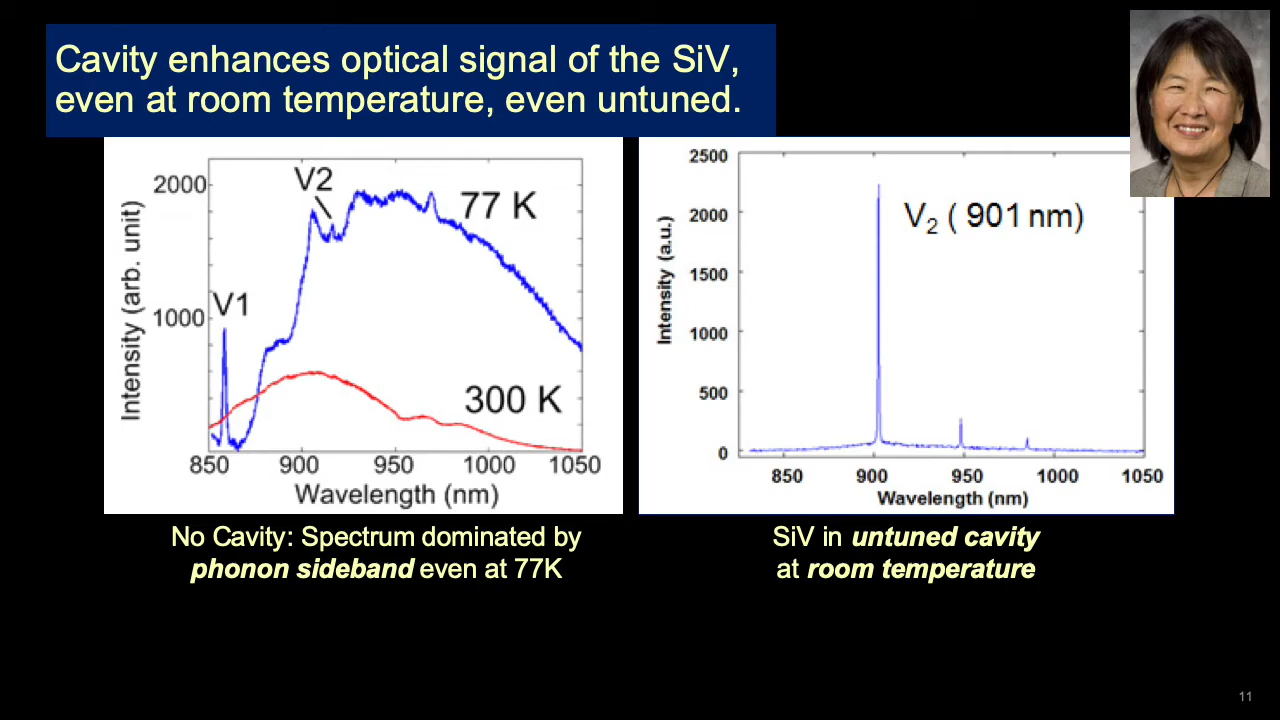 Cavity enhances optical signal of the SiV,
even at room temperature, even untuned.
Intensity (arb. unit)
2000
1000
V1
V2
77 K
300 K
850 900 950 1000 1050
Wavelength (nm)
No Cavity: Spectrum dominated by
phonon sideband even at 77K
Intensity (a.u.)
2500
2000
1500
1000
500
0
V₂ ( 901 nm)
850 900 950 1000 1050
Wavelength (nm)
SiV in untuned cavity
at room temperature
11